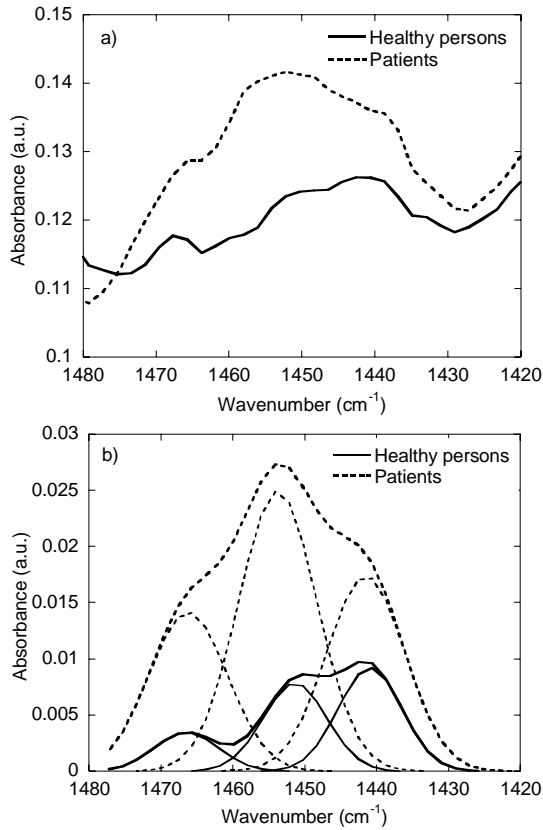 0.15
a)
Healthy persons
Patients
0.14
0.13
0.12
0.11
0.1
Absorbance (a.u.)
1480 1470 1460 1450 1440 1430 1420
Wavenumber (cm⁻¹)
0.03
b)
Healthy persons
Patients
0.025
0.02
0.015
0.01
0.005
0
Absorbance (a.u.)
1480 1470 1460 1450 1440 1430 1420
Wavenumber (cm⁻¹)